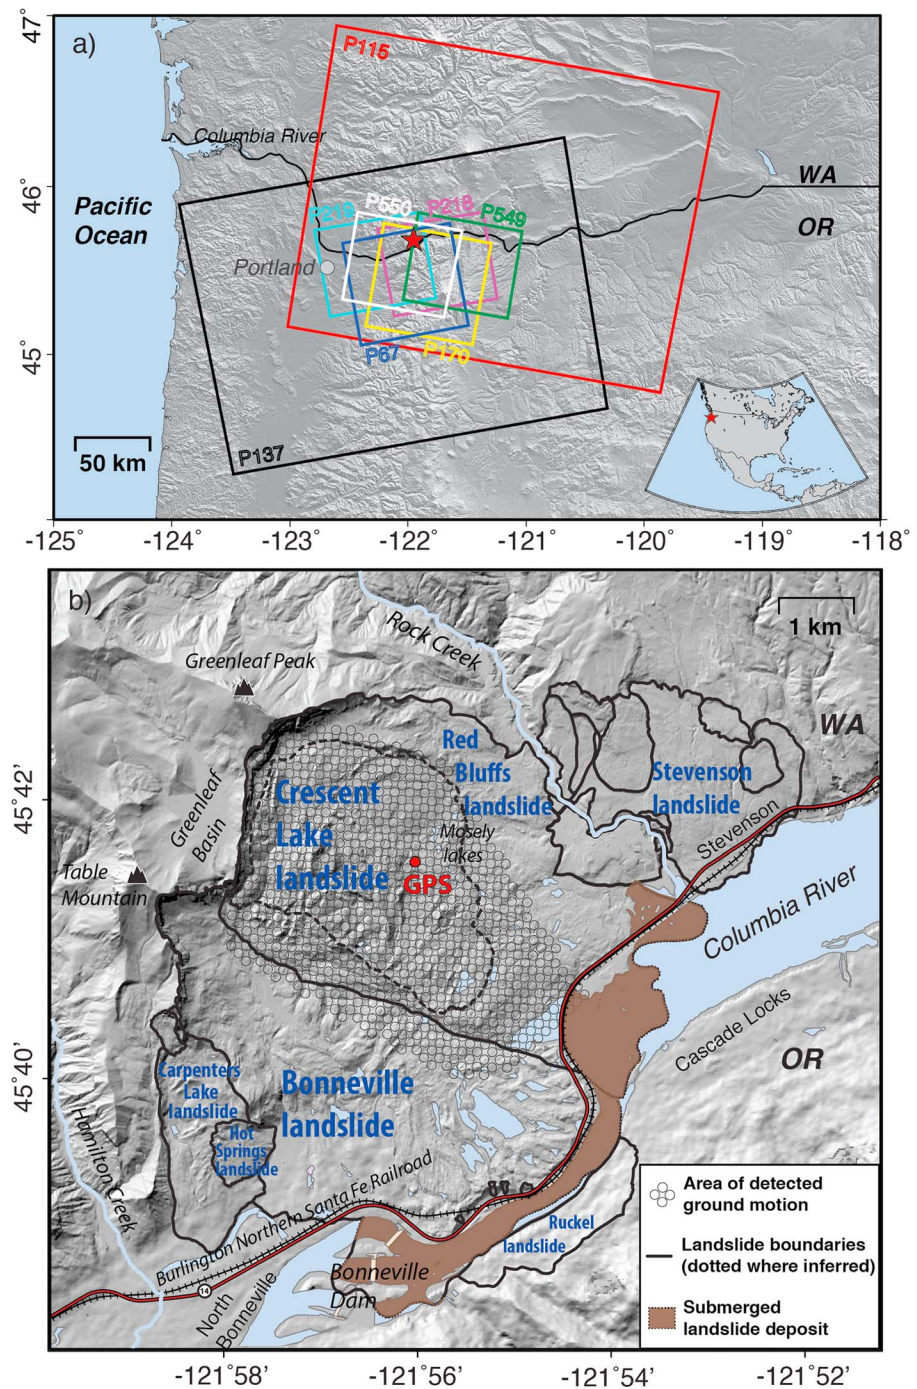 47°
a)
P115
Columbia River
46°
WA
Pacific
Ocean
P219
P550
P218
P549
OR
Portland
45°
P67
P170
P137
50 km
-125°
-124°
-123°
-122°
-121°
-120°
-119°
-118°
b)
Rock Creek
1 km
Greenleaf Peak
WA
Red
Bluffs
landslide
Stevenson
landslide
45°42'
Crescent
Lake
landslide
Greenleaf
Basin
Mosely
lakes
Stevenson
Table
Mountain
GPS
Columbia River
Cascade Locks
OR
45°40'
Carpenters
Lake
landslide
Bonneville
landslide
Hot
Springs
landslide
Hamilton Creek
Burlington Northern Santa Fe Railroad
Ruckel
landslide
14
North
Bonneville
Bonneville
Dam
Area of detected
ground motion
Landslide boundaries
(dotted where inferred)
Submerged
landslide deposit
-121°58'
-121°56'
-121°54'
-121°52'